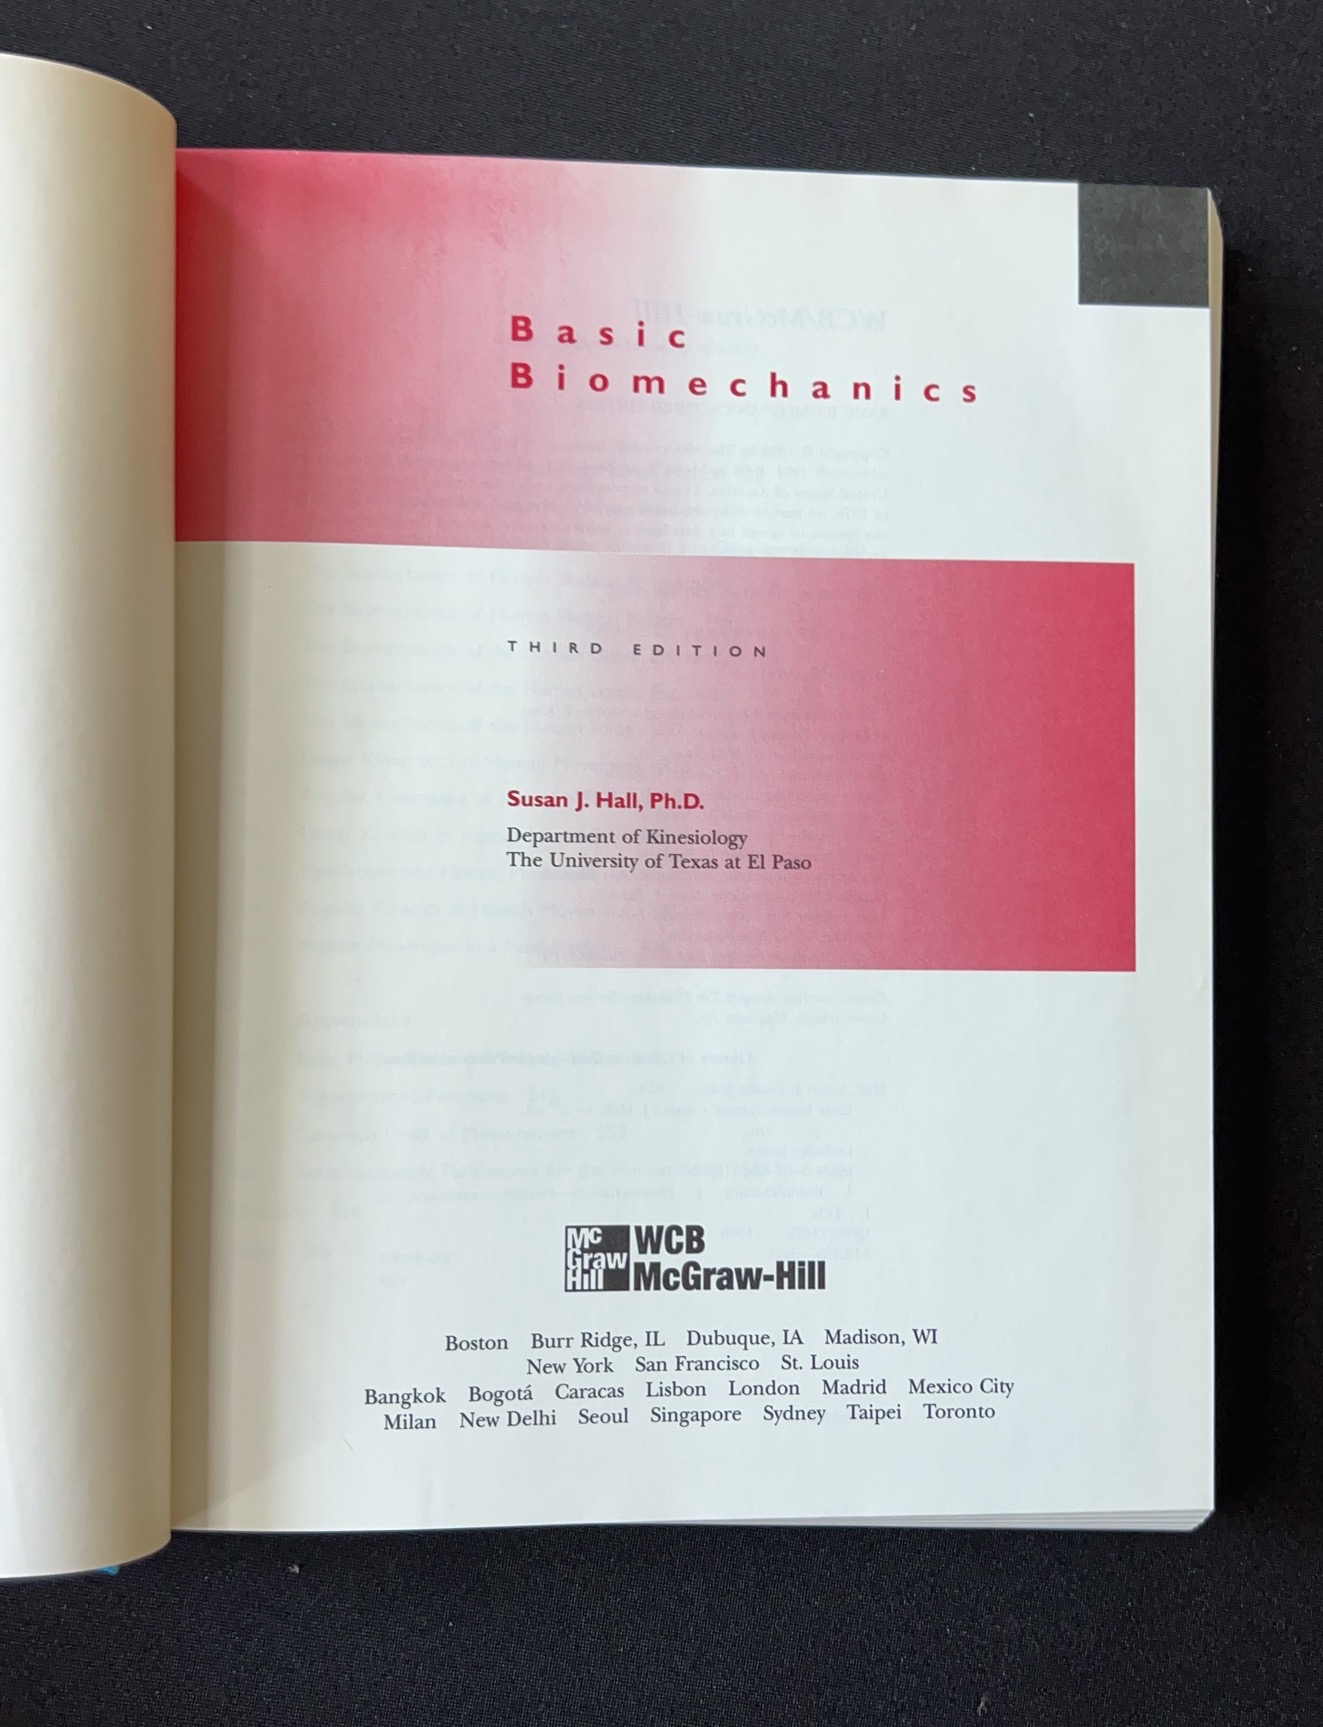 Basic
Biomechanics
THIRD EDITION
Susan J. Hall, Ph.D.
Department of Kinesiology
The University of Texas at El Paso
Mc
Graw
Hill
WCB
McGraw-Hill
Boston Burr Ridge, IL Dubuque, IA Madison, WI
New York San Francisco St. Louis
Bangkok Bogotá Caracas Lisbon London Madrid Mexico City
Milan New Delhi Seoul Singapore Sydney Taipei Toronto